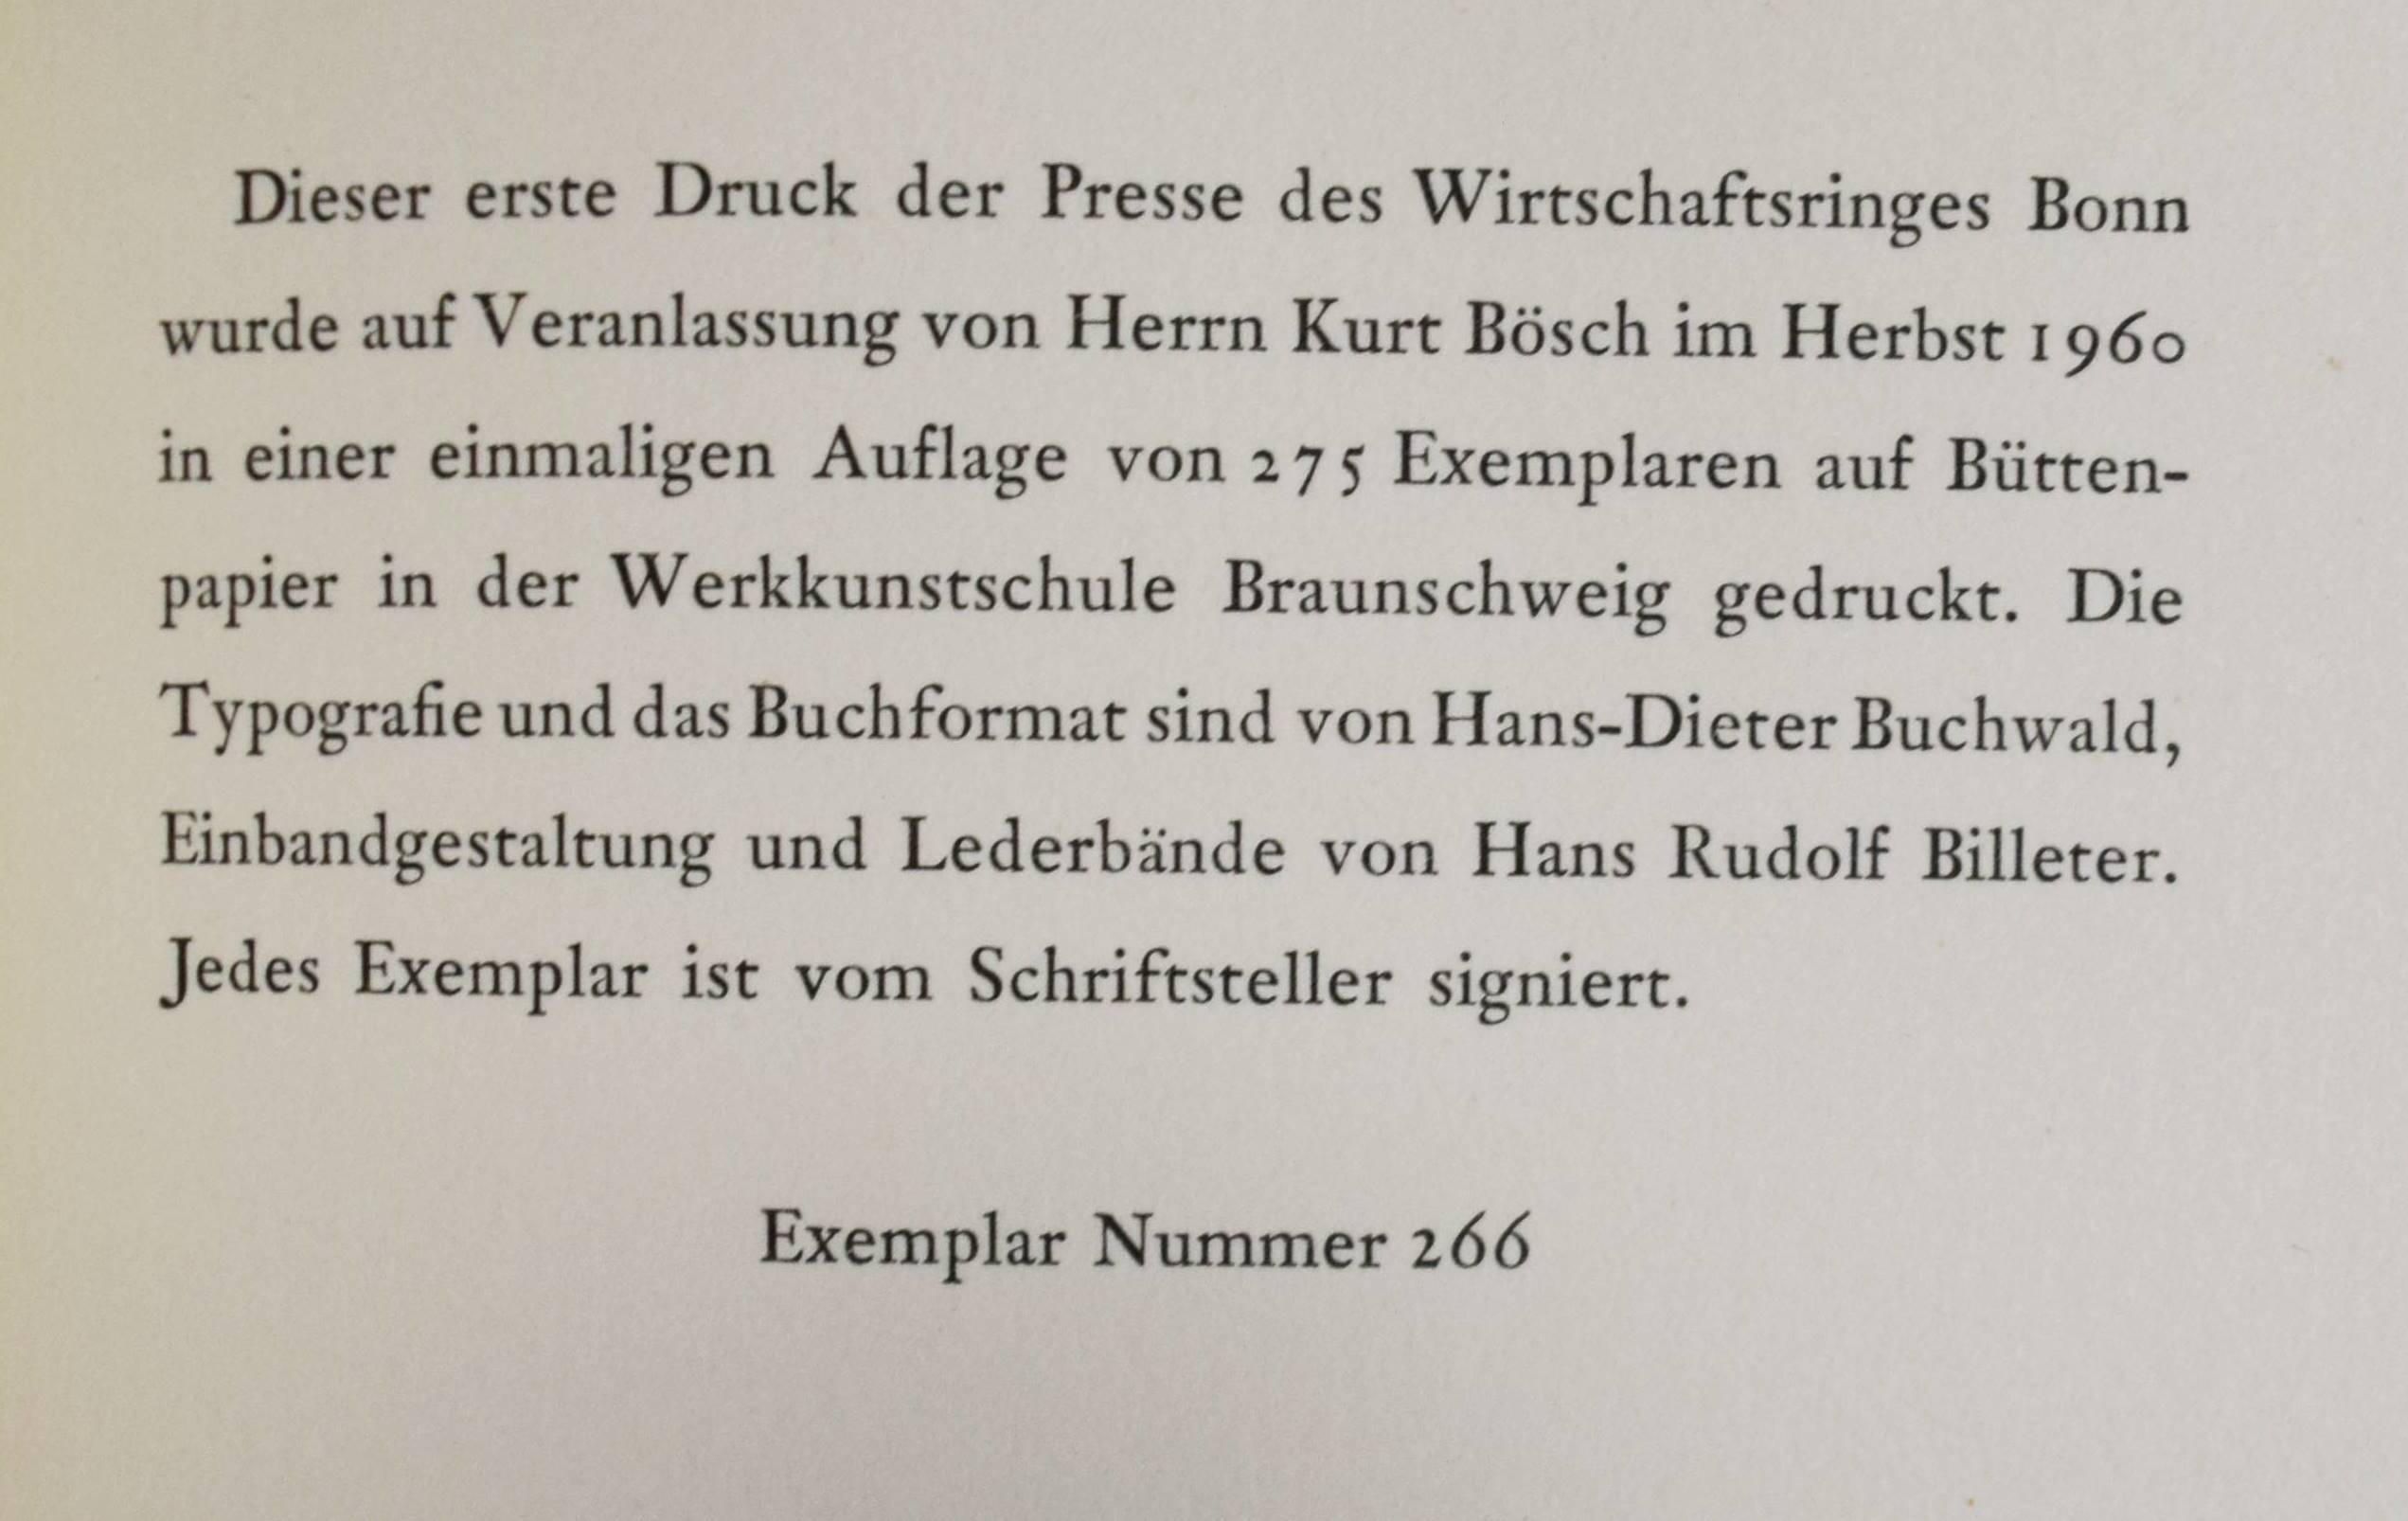 Dieser erste Druck der Presse des Wirtschaftsringes Bonn
wurde auf Veranlassung von Herrn Kurt Bösch im Herbst 1960
in einer einmaligen Auflage von 275 Exemplaren auf Bütten-
papier in der Werkkunstschule Braunschweig gedruckt. Die
Typografie und das Buchformat sind von Hans-Dieter Buchwald,
Einbandgestaltung und Lederbände von Hans Rudolf Billeter.
Jedes Exemplar ist vom Schriftsteller signiert.
Exemplar Nummer 266